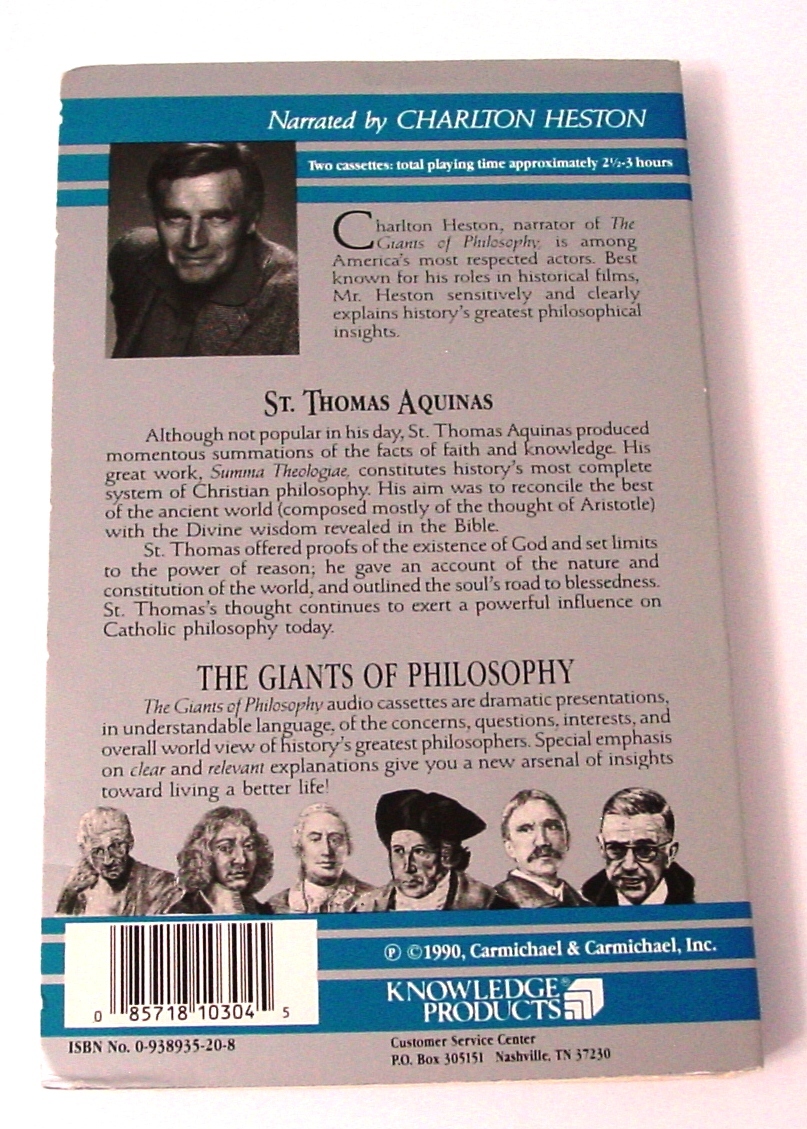 Narrated by CHARLTON HESTON
Two cassettes: total playing time approximately 2½-3 hours
Charlton Heston, narrator of The
Giants of Philosophy, is among
America's most respected actors. Best
known for his roles in historical films,
Mr. Heston sensitively and clearly
explains history's greatest philosophical
insights.
ST. THOMAS AQUINAS
Although not popular in his day, St. Thomas Aquinas produced
momentous summations of the facts of faith and knowledge. His
great work, Summa Theologiae, constitutes history's most complete
system of Christian philosophy. His aim was to reconcile the best
of the ancient world (composed mostly of the thought of Aristotle)
with the Divine wisdom revealed in the Bible.
St. Thomas offered proofs of the existence of God and set limits
to the power of reason; he gave an account of the nature and
constitution of the world, and outlined the soul's road to blessedness.
St. Thomas's thought continues to exert a powerful influence on
Catholic philosophy today.
THE GIANTS OF PHILOSOPHY
The Giants of Philosophy audio cassettes are dramatic presentations,
in understandable language, of the concerns, questions, interests, and
overall world view of history's greatest philosophers. Special emphasis
on clear and relevant explanations give you a new arsenal of insights
toward living a better life!
℗ ©1990, Carmichael & Carmichael, Inc.
KNOWLEDGE®
PRODUCTS
0 85718 10304 5
ISBN No. 0-938935-20-8
Customer Service Center
P.O. Box 305151 Nashville, TN 37230